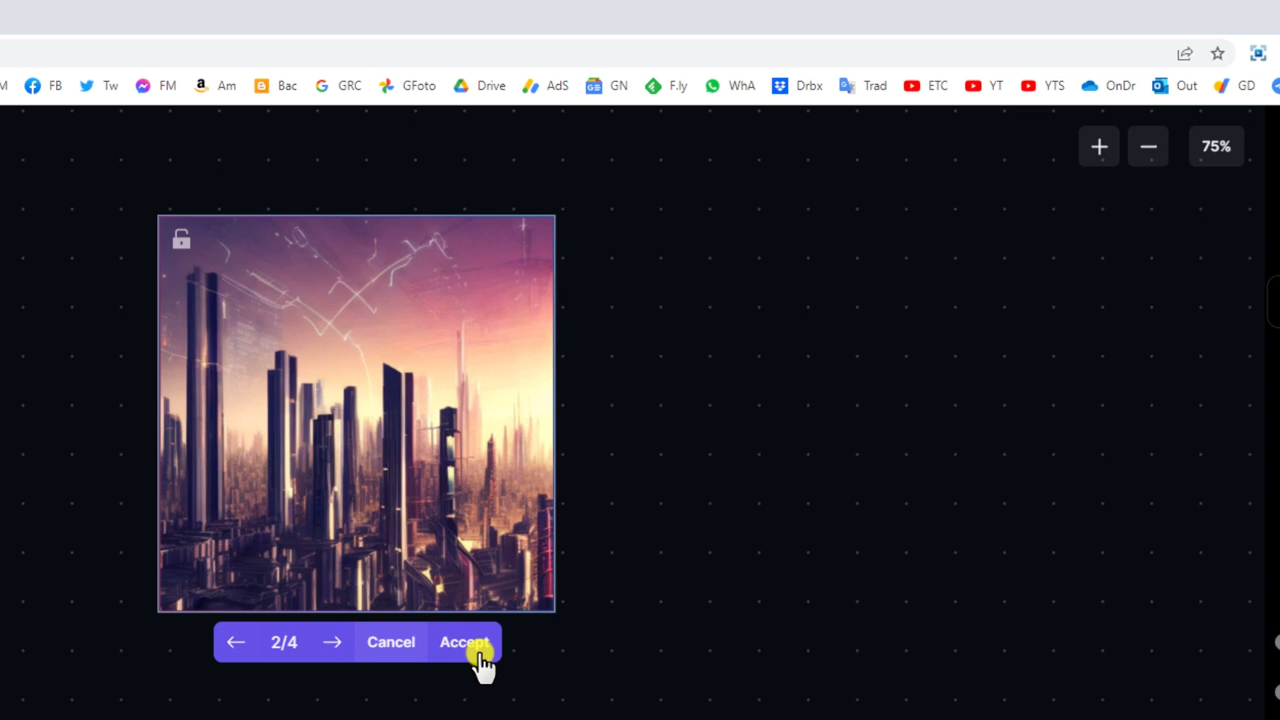 M FB Tw FM Am Bac GRC GFoto Drive AdS GN F.ly WhA Drbx Trad ETC YT YTS OnDr Out GD
75%
2/4 Cancel Accept